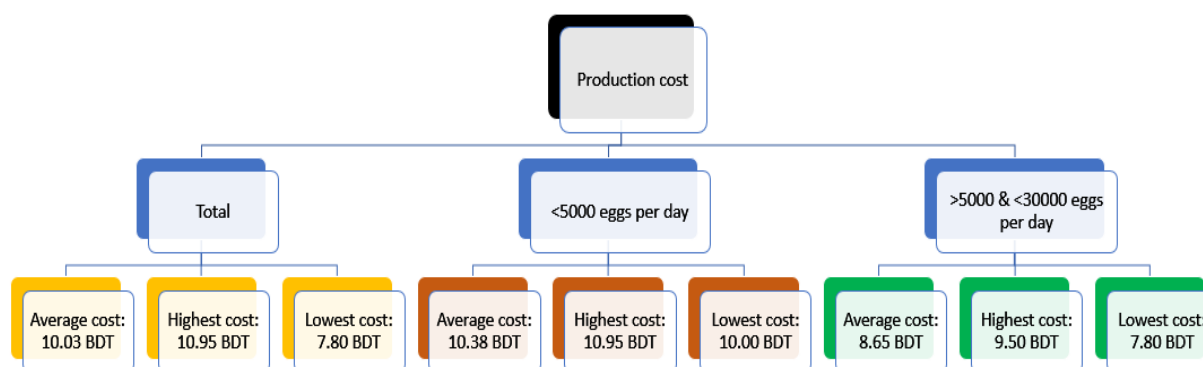 Production cost
Total
<5000 eggs per day
>5000 & <30000 eggs
per day
Average cost:
10.03 BDT
Highest cost:
10.95 BDT
Lowest cost:
7.80 BDT
Average cost:
10.38 BDT
Highest cost:
10.95 BDT
Lowest cost:
10.00 BDT
Average cost:
8.65 BDT
Highest cost:
9.50 BDT
Lowest cost:
7.80 BDT